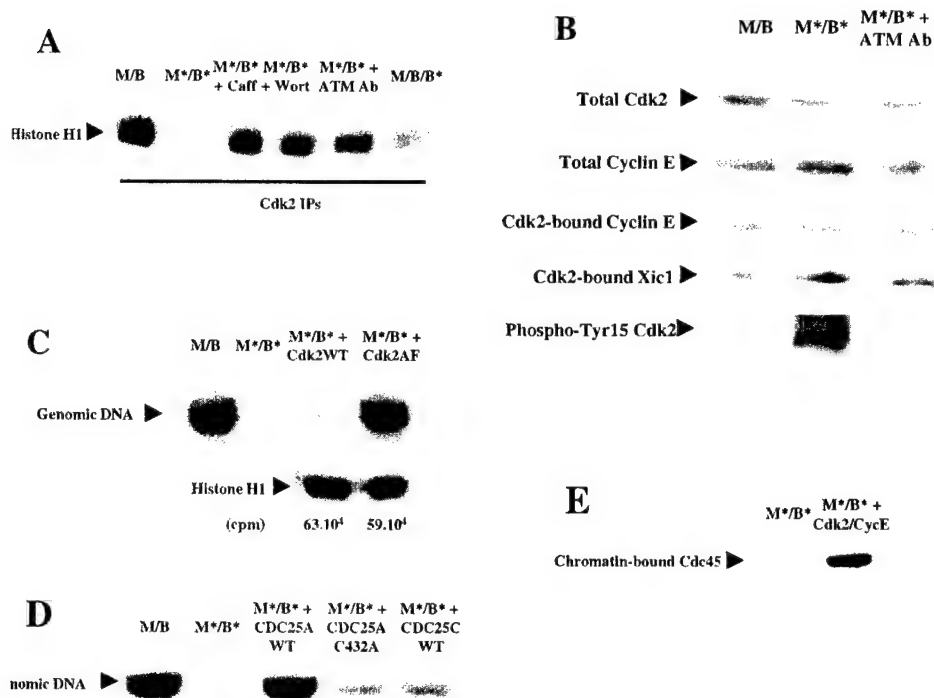 A
M/B M*/B* M*/B* + Caff M*/B* + Wort M*/B* + ATM Ab M/B/B*
Histone H1
Cdk2 IPs
B
M/B M*/B* M*/B* + ATM Ab
Total Cdk2
Total Cyclin E
Cdk2-bound Cyclin E
Cdk2-bound Xic1
Phospho-Tyr15 Cdk2
C
M/B M*/B* M*/B* + Cdk2WT M*/B* + Cdk2AF
Genomic DNA
Histone H1
(cpm) 63.10⁴ 59.10⁴
E
M*/B* M*/B* + Cdk2/CycE
Chromatin-bound Cdc45
D
M/B M*/B* M*/B* + CDC25A WT M*/B* + CDC25A C432A M*/B* + CDC25C WT
nomic DNA